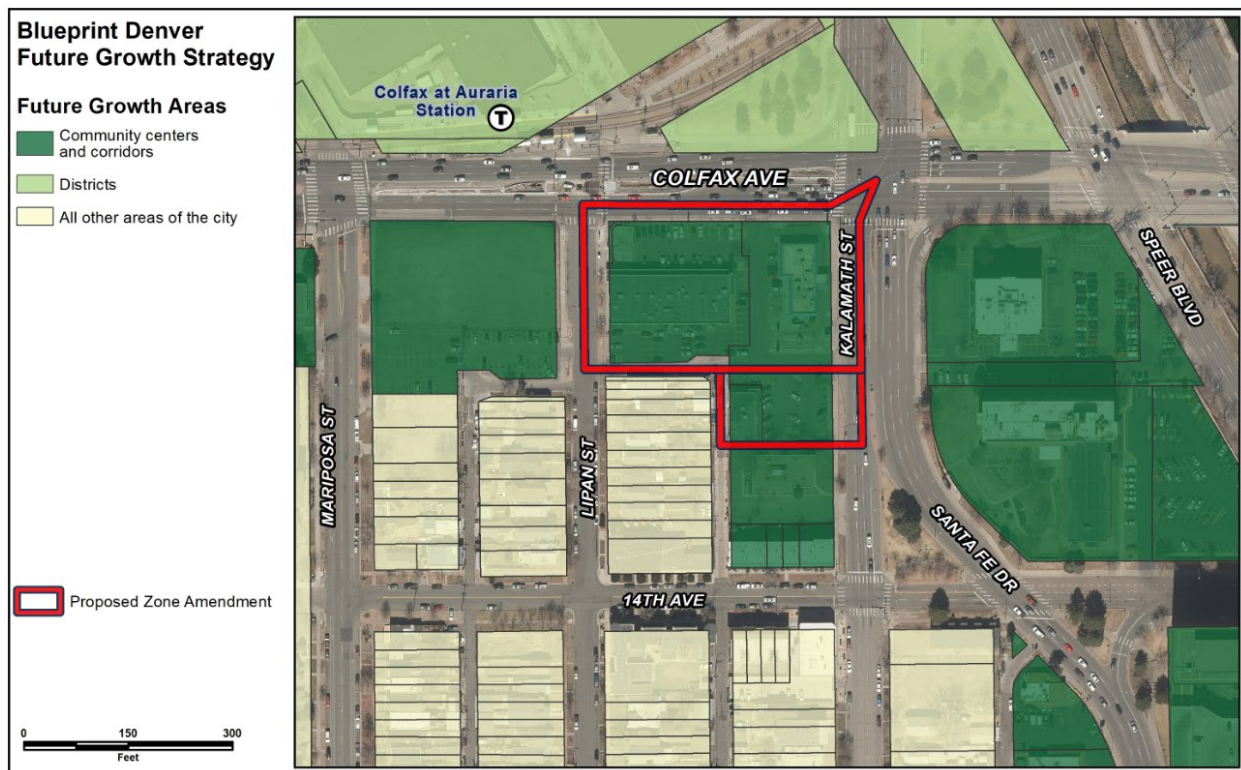 Blueprint Denver
Future Growth Strategy
Future Growth Areas
Community centers
and corridors
Districts
All other areas of the city
Proposed Zone Amendment
0 150 300
Feet
Colfax at Auraria
Station
T
COLFAX AVE
KALAMATH ST
SPEER BLVD
MARIPOSA ST
LIPAN ST
SANTA FE DR
14TH AVE